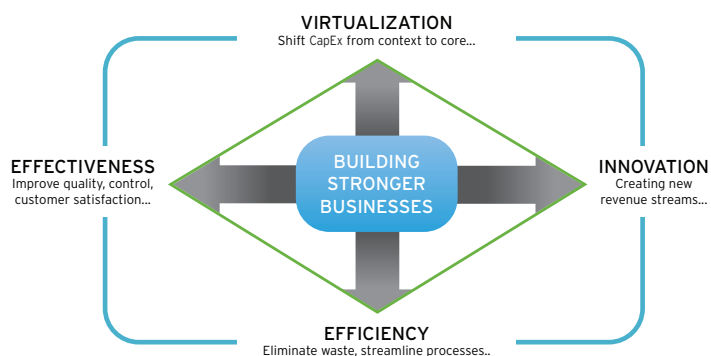 VIRTUALIZATION
Shift CapEx from context to core...
EFFECTIVENESS
Improve quality, control,
customer satisfaction...
BUILDING
STRONGER
BUSINESSES
INNOVATION
Creating new
revenue streams...
EFFICIENCY
Eliminate waste, streamline processes..